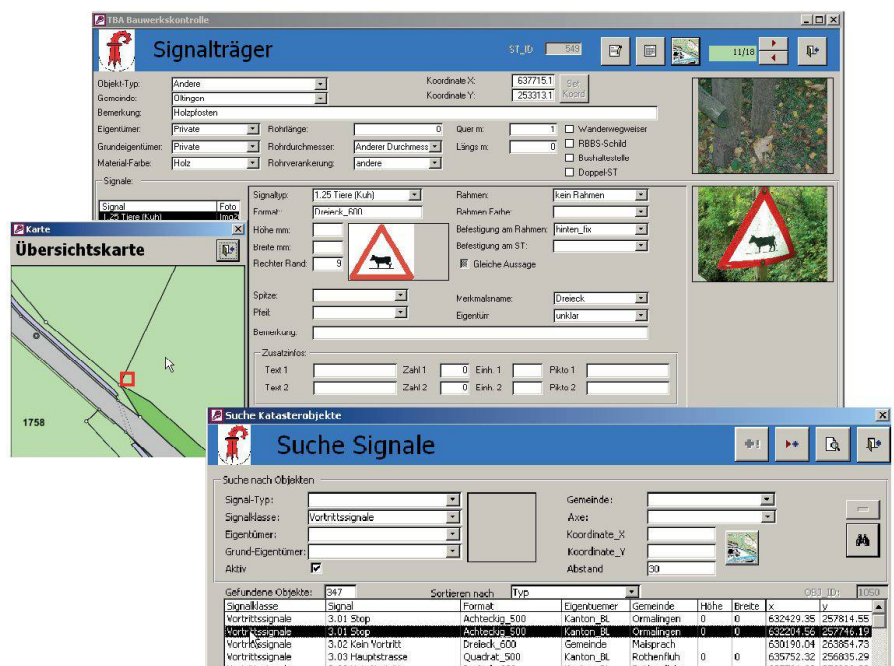 TBA Bauwerkskontrolle
Signalträger
ST_ID 549
11/18
Objekt-Typ: Andere
Koordinate X: 637715.1
Set Koord
Gemeinde: Oltingen
Koordinate Y: 253313.1
Bemerkung: Holzpfosten
Eigentümer: Private
Rohrlänge: 0
Quer m: 1
Wanderwegweiser
Grundeigentümer: Private
Rohrdurchmesser: Anderer Durchmess
Längs m: 0
RBBS-Schild
Material-Farbe: Holz
Rohrverankerung: andere
Bushaltestelle
Doppel-ST
Signale:
Signal Foto
1.25 Tiere (Kuh)
Signaltyp: 1.25 Tiere (Kuh)
Rahmen: kein Rahmen
Format: Dreieck_600
Rahmen Farbe:
Höhe mm:
Befestigung am Rahmen: hinten_fix
Breite mm:
Befestigung am ST:
Rechter Rand: 9
Gleiche Aussage
Spitze:
Merkmalsname: Dreieck
Pfeil:
Eigentürr unklar
Bemerkung:
Zusatzinfos:
Text 1 Zahl 1 0 Einh. 1 Pikto 1
Text 2 Zahl 2 0 Einh. 2 Pikto 2
Karte
Übersichtskarte
1758
Suche Katasterobjekte
Suche Signale
Suche nach Objekten
Signal-Typ:
Gemeinde:
Signalklasse: Vortrittssignale
Axe:
Eigentümer:
Koordinate_X
Grund-Eigentümer:
Koordinate_Y
Aktiv
Abstand 30
Gefundene Objekte: 347
Sortieren nach Typ
OBJ_ID: 1050
Signalklasse Signal Format Eigentuemer Gemeinde Höhe Breite x y
Vortrittssignale 3.01 Stop Achteckig_500 Kanton_BL Ormalingen 0 0 632429.35 257814.55
Vortrittssignale 3.01 Stop Achteckig_500 Kanton_BL Ormalingen 0 0 632204.56 257746.19
Vortrittssignale 3.02 Kein Vortritt Dreieck_600 Gemeinde Maisprach 630190.04 263854.73
Vortrittssignale 3.03 Hauptstrasse Quadrat_500 Kanton_BL Rothenfluh 0 0 635752.32 256835.29